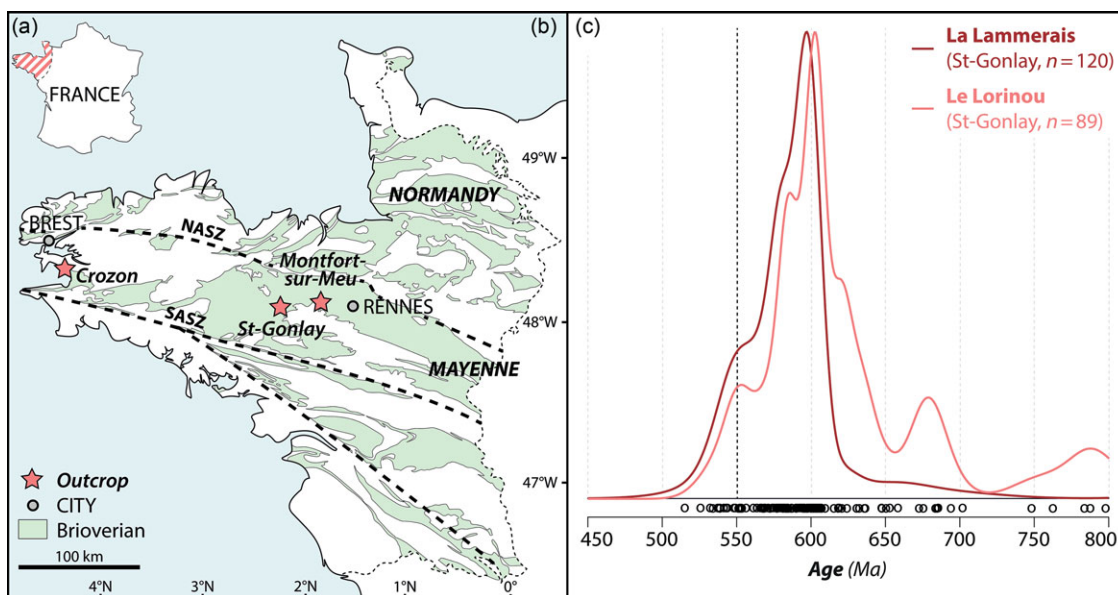 (a)
(b)
FRANCE
49°W
NORMANDY
BREST
NASZ
Crozon
Montfort-
sur-Meu
RENNES
48°W
SASZ
St-Gonlay
MAYENNE
47°W
Outcrop
CITY
Brioverian
100 km
4°N
3°N
2°N
1°N
0°
(c)
La Lammerais
(St-Gonlay, n = 120)
Le Lorinou
(St-Gonlay, n = 89)
450 500 550 600 650 700 750 800
Age (Ma)